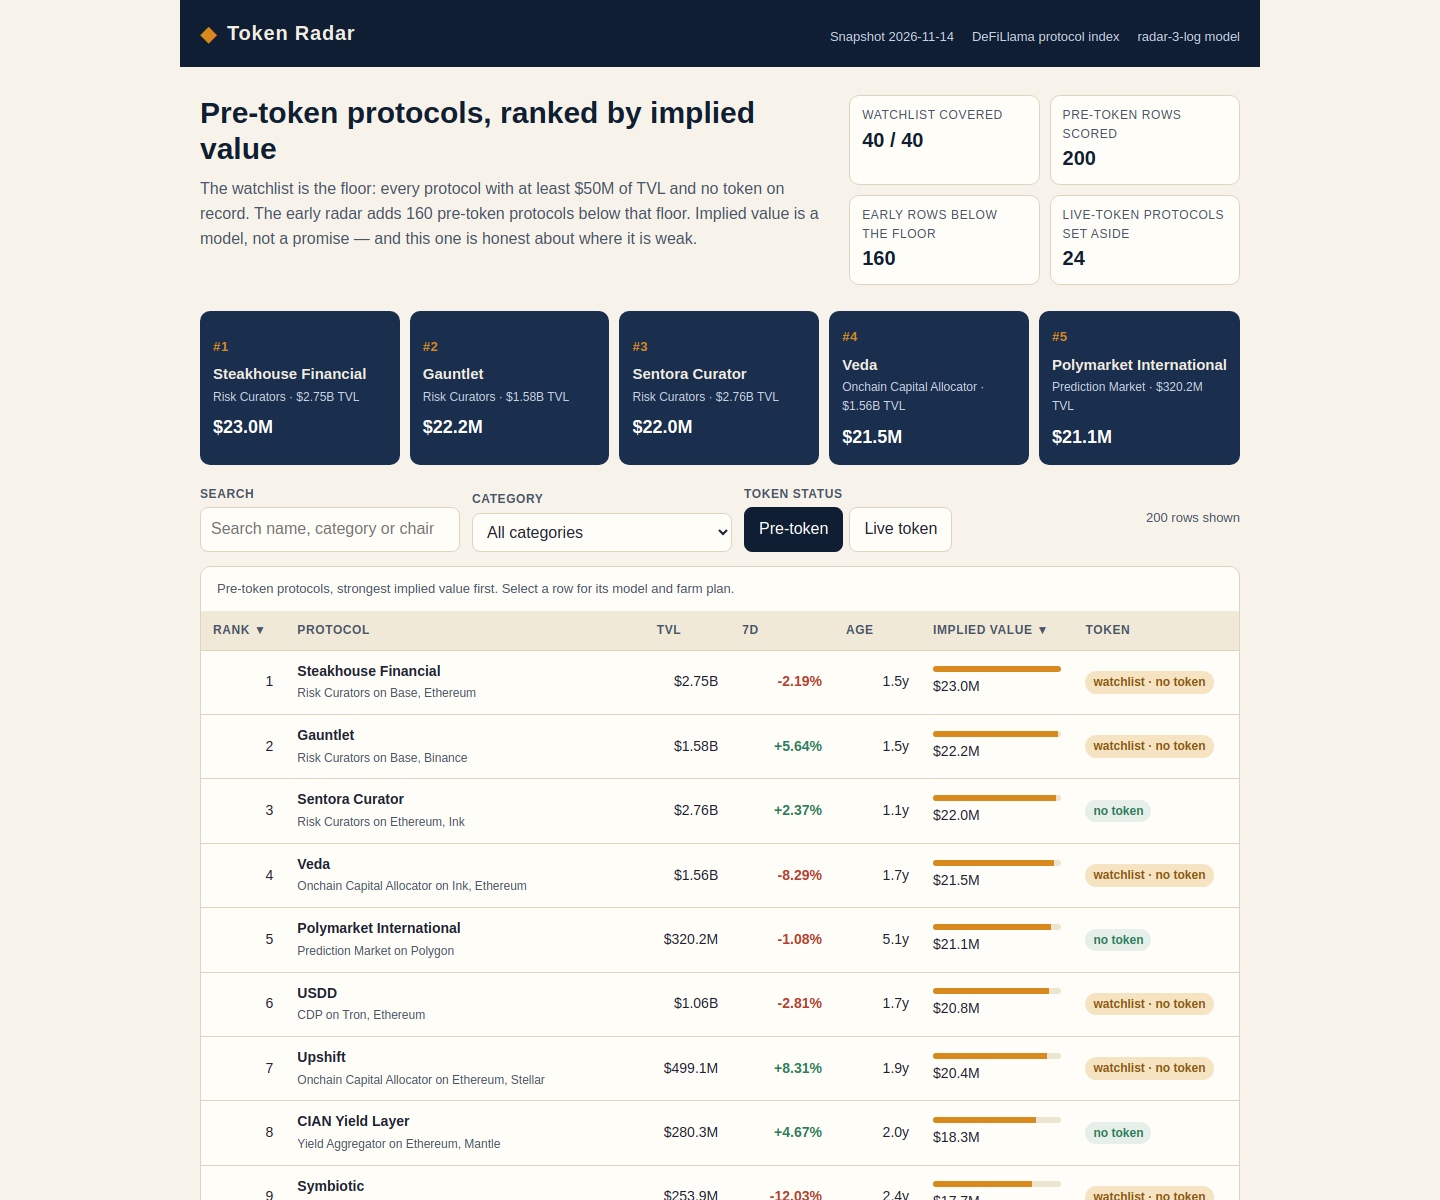 ◆ Token Radar
Snapshot 2026-11-14 DeFiLlama protocol index radar-3-log model
Pre-token protocols, ranked by implied
value
The watchlist is the floor: every protocol with at least $50M of TVL and no token on
record. The early radar adds 160 pre-token protocols below that floor. Implied value is a
model, not a promise — and this one is honest about where it is weak.
WATCHLIST COVERED
40 / 40
PRE-TOKEN ROWS
SCORED
200
EARLY ROWS BELOW
THE FLOOR
160
LIVE-TOKEN PROTOCOLS
SET ASIDE
24
#1
Steakhouse Financial
Risk Curators · $2.75B TVL
$23.0M
#2
Gauntlet
Risk Curators · $1.58B TVL
$22.2M
#3
Sentora Curator
Risk Curators · $2.76B TVL
$22.0M
#4
Veda
Onchain Capital Allocator ·
$1.56B TVL
$21.5M
#5
Polymarket International
Prediction Market · $320.2M
TVL
$21.1M
SEARCH
Search name, category or chair
CATEGORY
All categories
TOKEN STATUS
Pre-token Live token
200 rows shown
Pre-token protocols, strongest implied value first. Select a row for its model and farm plan.
RANK ▼ PROTOCOL TVL 7D AGE IMPLIED VALUE ▼ TOKEN
1 Steakhouse Financial $2.75B -2.19% 1.5y $23.0M watchlist · no token
Risk Curators on Base, Ethereum
2 Gauntlet $1.58B +5.64% 1.5y $22.2M watchlist · no token
Risk Curators on Base, Binance
3 Sentora Curator $2.76B +2.37% 1.1y $22.0M no token
Risk Curators on Ethereum, Ink
4 Veda $1.56B -8.29% 1.7y $21.5M watchlist · no token
Onchain Capital Allocator on Ink, Ethereum
5 Polymarket International $320.2M -1.08% 5.1y $21.1M no token
Prediction Market on Polygon
6 USDD $1.06B -2.81% 1.7y $20.8M watchlist · no token
CDP on Tron, Ethereum
7 Upshift $499.1M +8.31% 1.9y $20.4M watchlist · no token
Onchain Capital Allocator on Ethereum, Stellar
8 CIAN Yield Layer $280.3M +4.67% 2.0y $18.3M no token
Yield Aggregator on Ethereum, Mantle
9 Symbiotic $253.9M -12.03% 2.4y $17.7M watchlist · no token